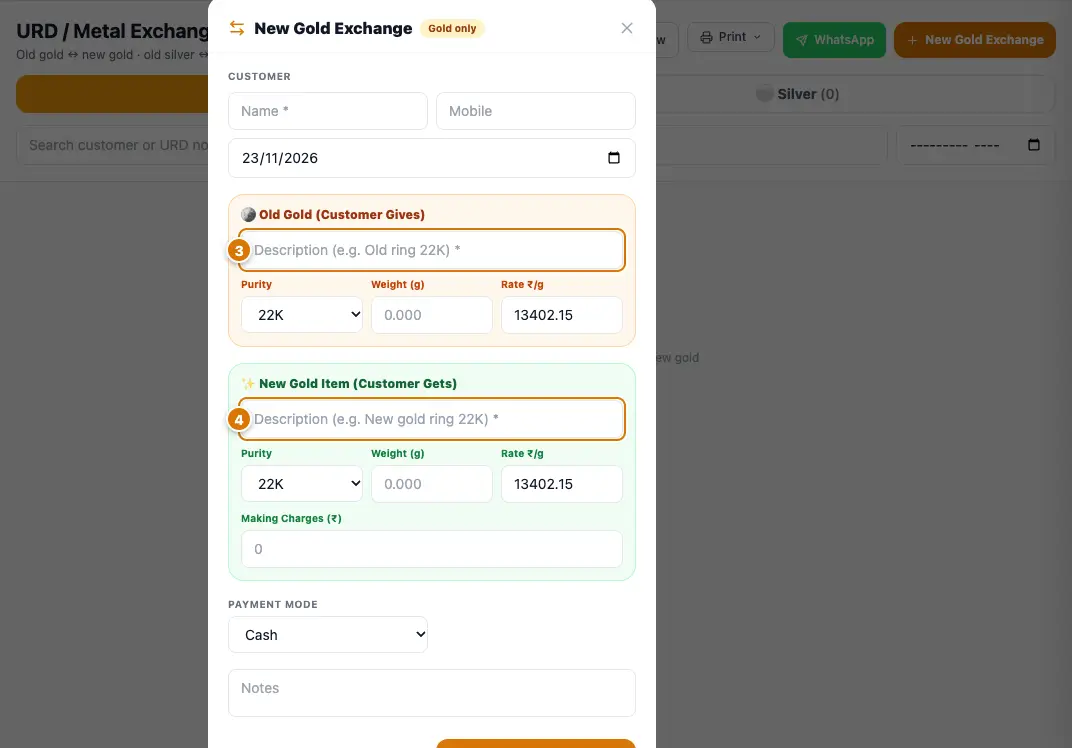 URD / Metal Exchang
Old gold ↔ new gold · old silver ↔
w
Print
WhatsApp
+ New Gold Exchange
Silver (0)
Search customer or URD no
--------- ----
ew gold
New Gold Exchange
Gold only
CUSTOMER
Name *
Mobile
23/11/2026
Old Gold (Customer Gives)
3
Description (e.g. Old ring 22K) *
Purity
Weight (g)
Rate ₹/g
22K
0.000
13402.15
New Gold Item (Customer Gets)
4
Description (e.g. New gold ring 22K) *
Purity
Weight (g)
Rate ₹/g
22K
0.000
13402.15
Making Charges (₹)
0
PAYMENT MODE
Cash
Notes